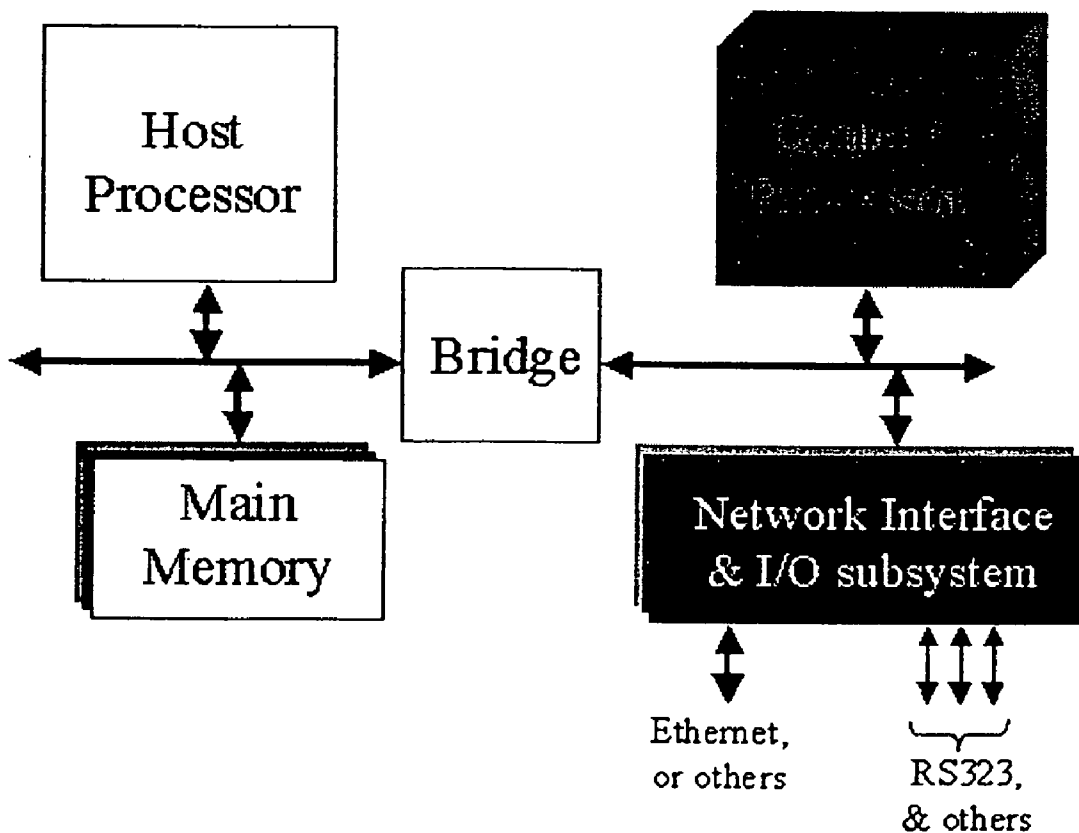 Host
Processor
Bridge
Main
Memory
Network Interface
& I/O subsystem
Ethernet,
or others
RS323,
& others